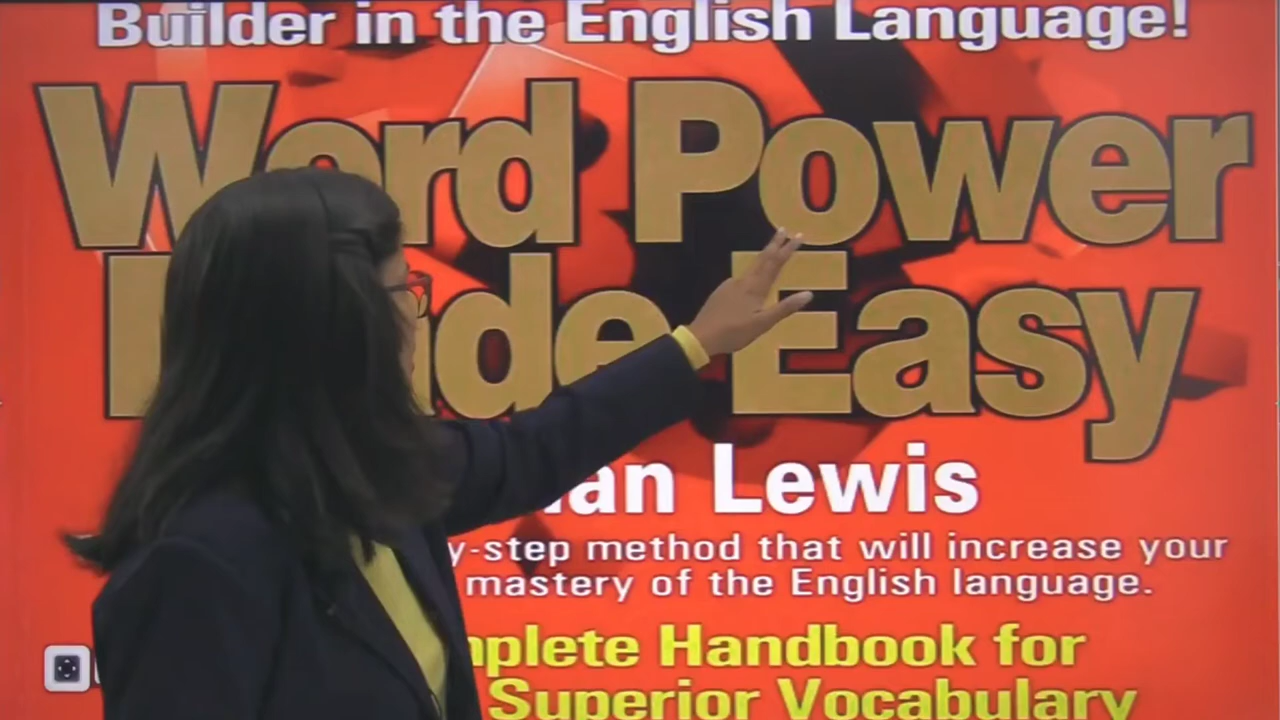 Builder in the English Language!
Word Power
Made Easy
Lewis
y-step method that will increase your
mastery of the English language.
Handbook for
Superior Vocabulary